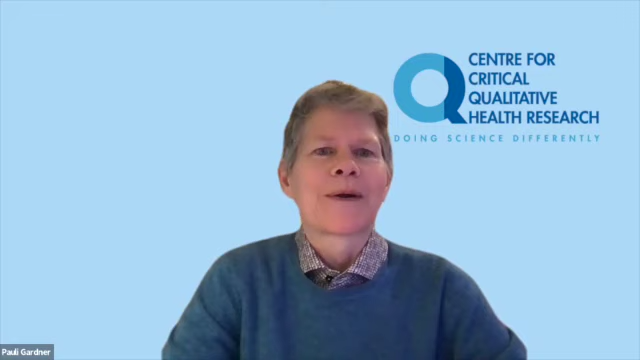 CENTRE FOR
CRITICAL
QUALITATIVE
HEALTH RESEARCH
DOING SCIENCE DIFFERENTLY
Pauli Gardner